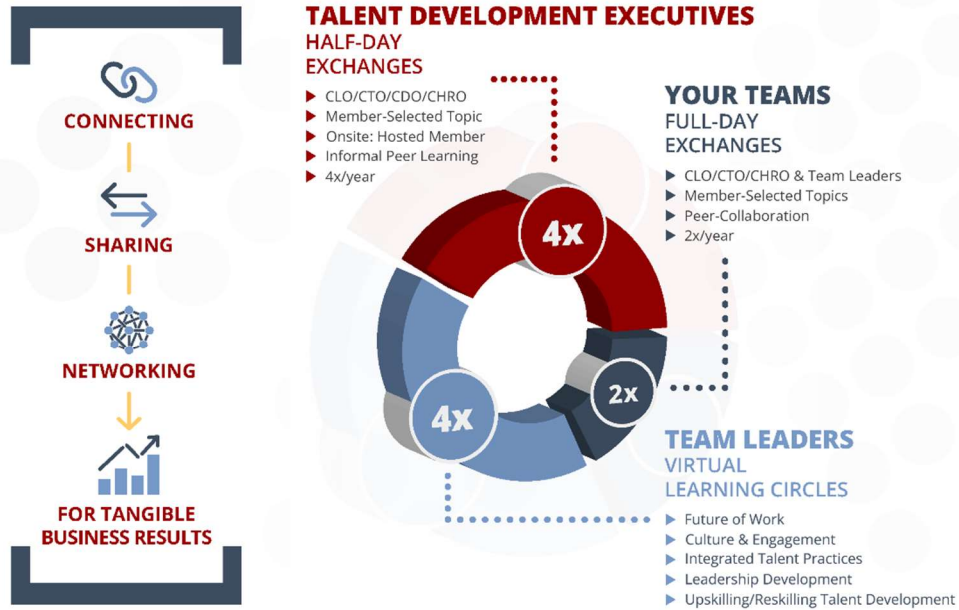 CONNECTING
SHARING
NETWORKING
FOR TANGIBLE
BUSINESS RESULTS
TALENT DEVELOPMENT EXECUTIVES
HALF-DAY
EXCHANGES
CLO/CTO/CDO/CHRO
Member-Selected Topic
Onsite: Hosted Member
Informal Peer Learning
4x/year
4x
YOUR TEAMS
FULL-DAY
EXCHANGES
CLO/CTO/CHRO & Team Leaders
Member-Selected Topics
Peer-Collaboration
2x/year
2x
4x
TEAM LEADERS
VIRTUAL
LEARNING CIRCLES
Future of Work
Culture & Engagement
Integrated Talent Practices
Leadership Development
Upskilling/Reskilling Talent Development